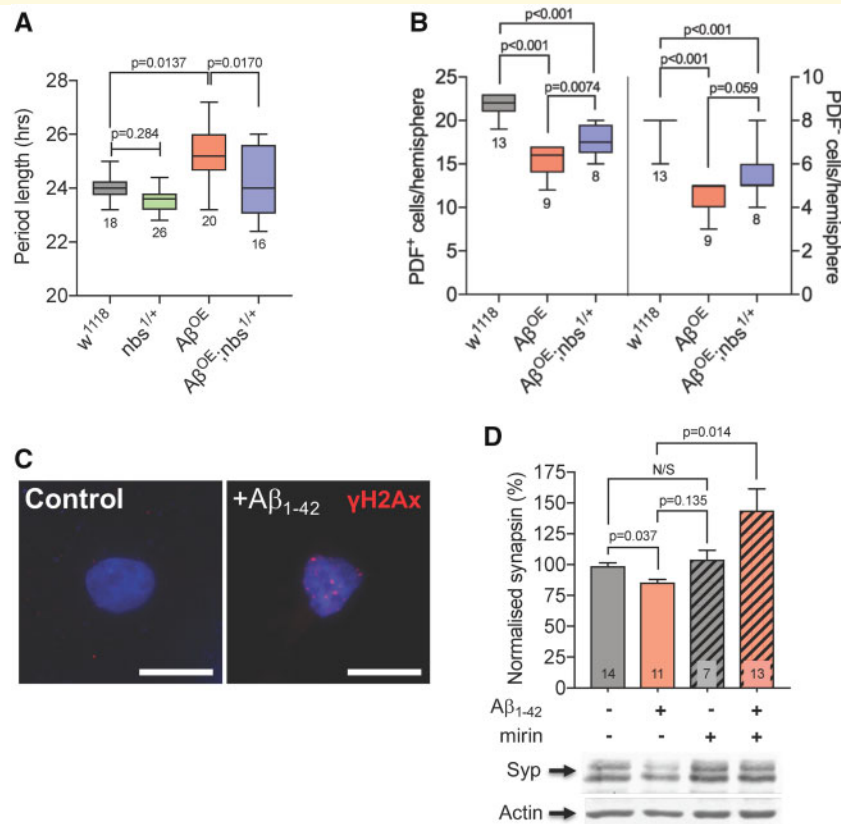 A
p=0.0137
p=0.0170
p=0.284
Period length (hrs)
28
26
24
22
20
18
26
20
16
w1118
nbs1/+
AβOE
AβOE;nbs1/+
B
p<0.001
p<0.001
p=0.0074
p<0.001
p<0.001
p=0.059
PDF+ cells/hemisphere
25
20
15
10
5
0
13
9
8
13
9
8
10
8
6
4
2
0
PDF- cells/hemisphere
w1118
AβOE
AβOE;nbs1/+
w1118
AβOE
AβOE;nbs1/+
C
Control
+Aβ1-42
γH2Ax
D
p=0.014
N/S
p=0.135
p=0.037
Normalised synapsin (%)
175
150
125
100
75
50
25
0
14
11
7
13
Aβ1-42 - + - +
mirin - - + +
Syp
Actin